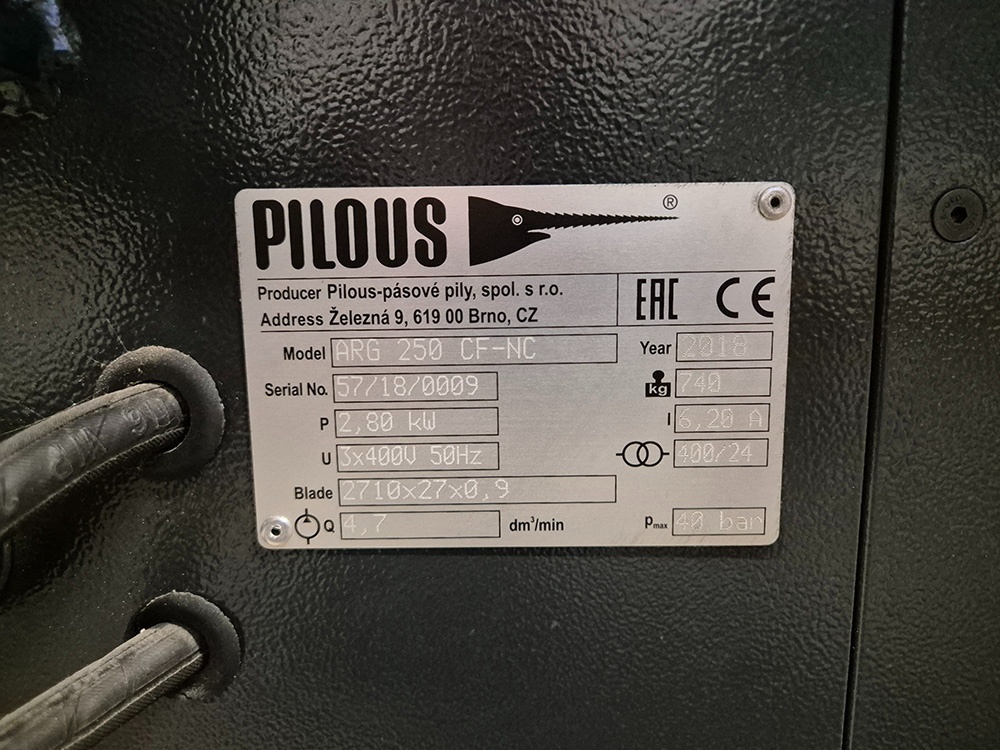 PILOUS ®
Producer Pilous-pásové pily, spol. s r.o.
Address Železná 9, 619 00 Brno, CZ
EAC CE
Model ARG 250 CF-NC Year 2018
Serial No. 57/18/0009 kg 740
P 2,80 kW I 6,20 A
U 3x400V 50Hz 400/24
Blade 2710x27x0,9
Q 4,7 dm³/min pmax 40 bar